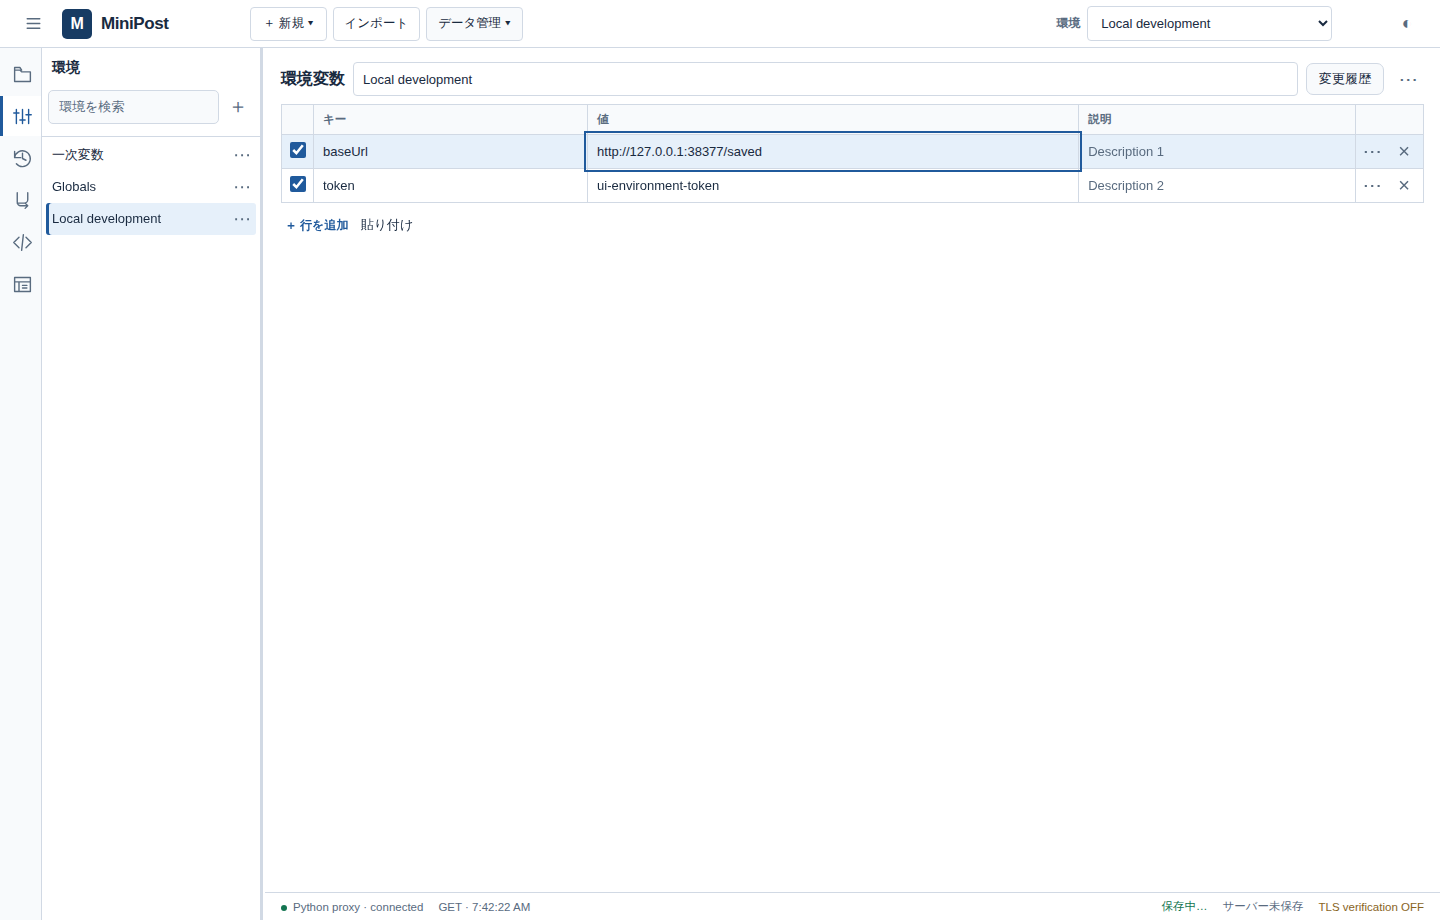 M MiniPost
+ 新規 ▾ インポート データ管理 ▾
環境 Local development
環境
環境を検索 +
一次変数 ···
Globals ···
Local development ···
環境変数 Local development 変更履歴 ···
キー 値 説明
baseUrl http://127.0.0.1:38377/saved Description 1 ··· ×
token ui-environment-token Description 2 ··· ×
+ 行を追加 貼り付け
Python proxy · connected GET · 7:42:22 AM
保存中… サーバー未保存 TLS verification OFF